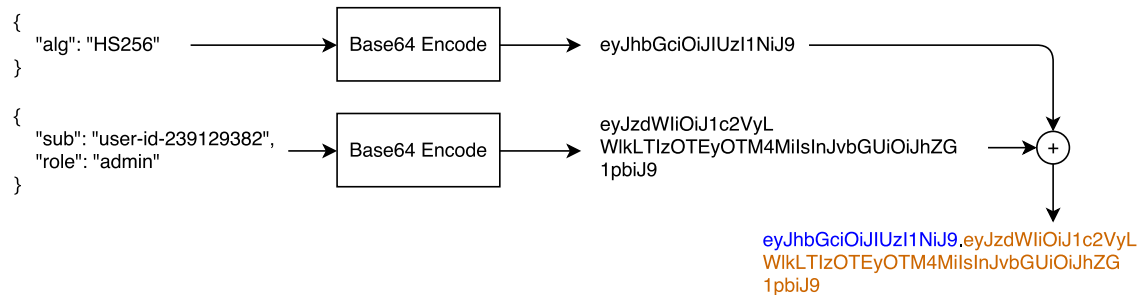 {
"alg": "HS256"
}
Base64 Encode
eyJhbGciOiJIUzI1NiJ9
{
"sub": "user-id-239129382",
"role": "admin"
}
Base64 Encode
eyJzdWIiOiJ1c2VyL
WlkLTIzOTEyOTM4MiIsInJvbGUiOiJhZG
1pbiJ9
+
eyJhbGciOiJIUzI1NiJ9.eyJzdWIiOiJ1c2VyL
WlkLTIzOTEyOTM4MiIsInJvbGUiOiJhZG
1pbiJ9